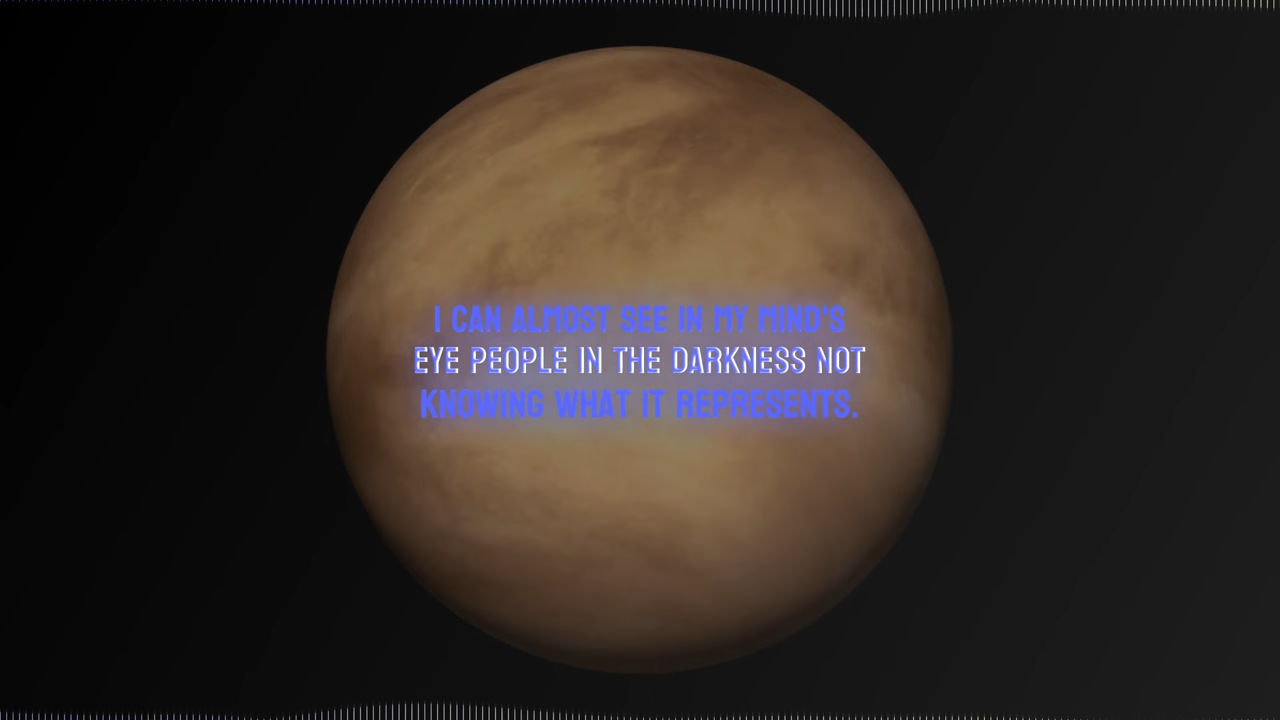 I CAN ALMOST SEE IN MY MIND'S
EYE PEOPLE IN THE DARKNESS NOT
KNOWING WHAT IT REPRESENTS.